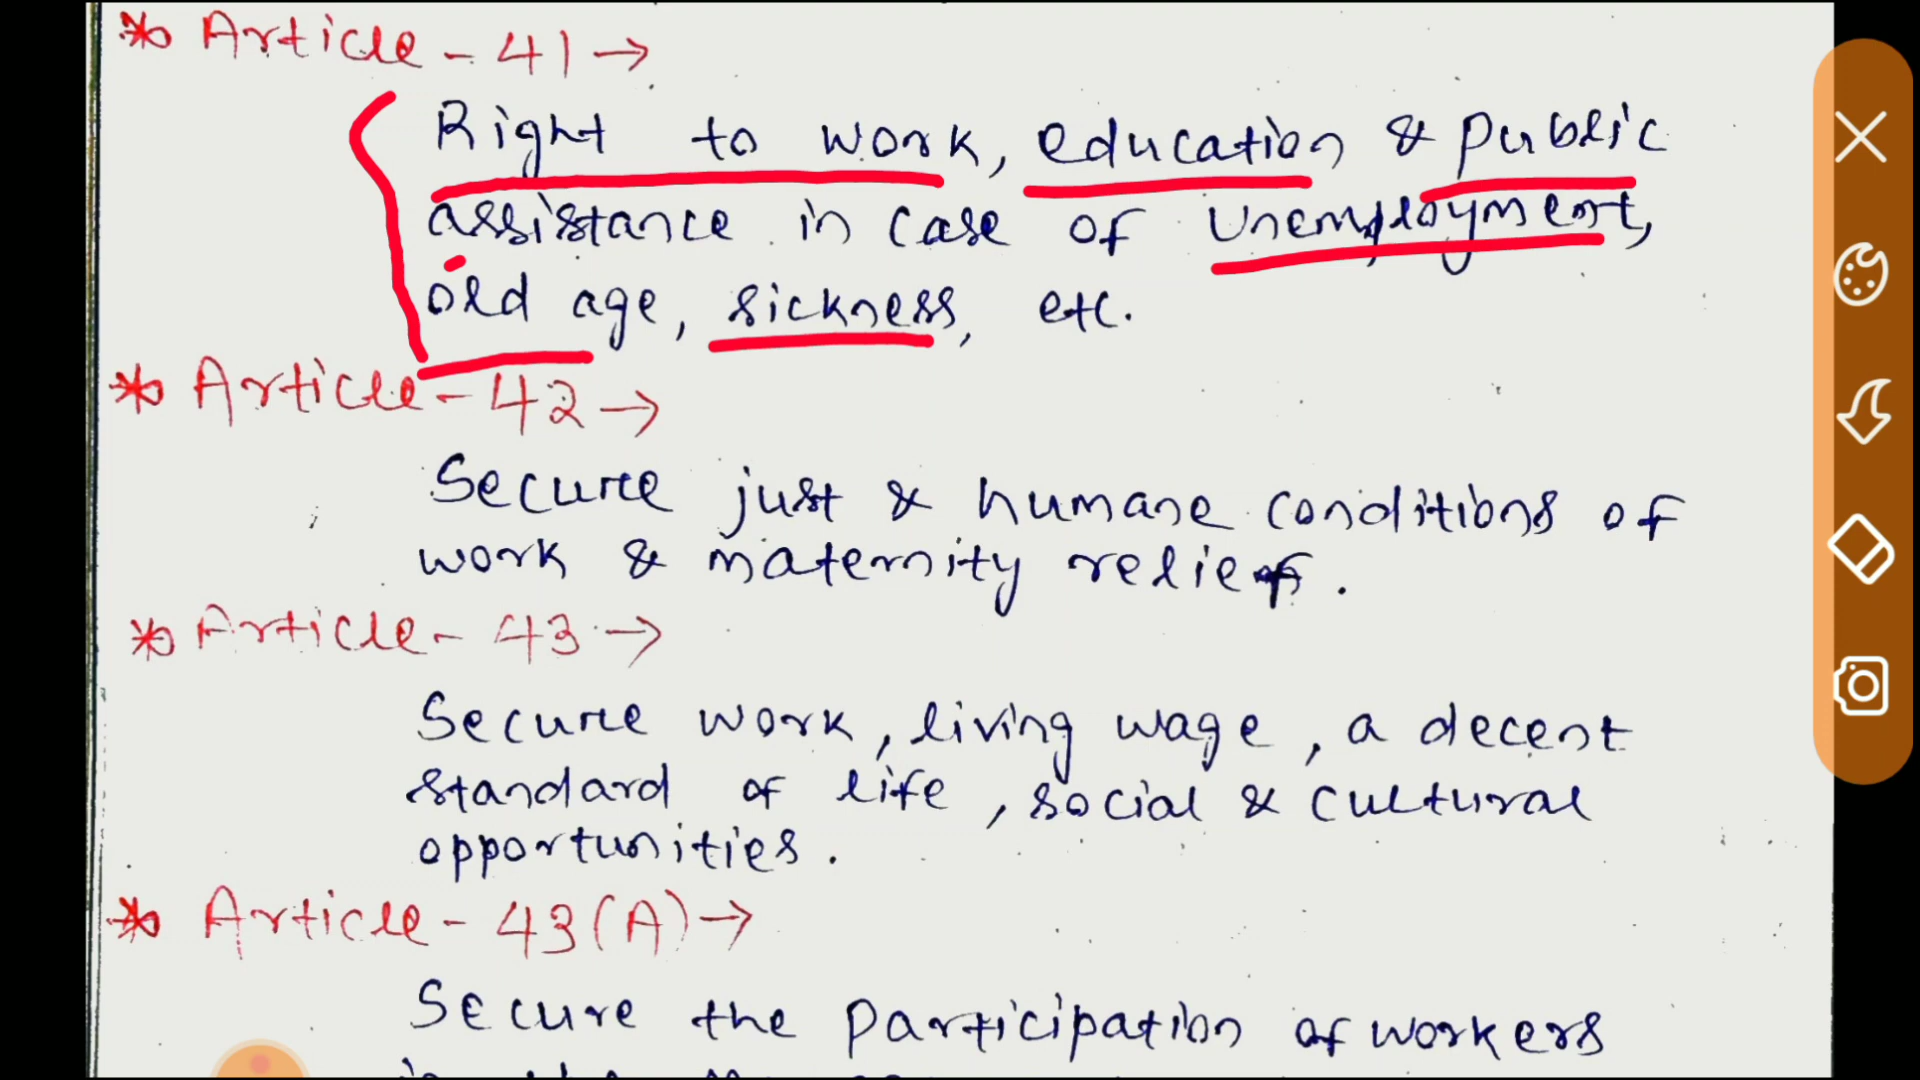 * Article - 41 →
Right to work, education & public
assistance in case of unemployment,
old age, sickness, etc.
* Article - 42 →
Secure just & humane conditions of
work & maternity relief.
* Article - 43 →
Secure work, living wage, a decent
standard of life, social & cultural
opportunities.
* Article - 43(A) →
Secure the participation of workers